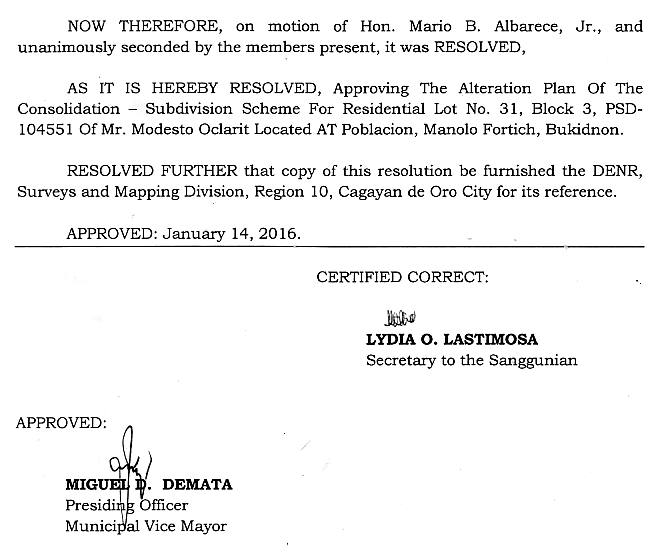 NOW THEREFORE, on motion of Hon. Mario B. Albarece, Jr., and
unanimously seconded by the members present, it was RESOLVED,
AS IT IS HEREBY RESOLVED, Approving The Alteration Plan Of The
Consolidation – Subdivision Scheme For Residential Lot No. 31, Block 3, PSD-
104551 Of Mr. Modesto Oclarit Located AT Poblacion, Manolo Fortich, Bukidnon.
RESOLVED FURTHER that copy of this resolution be furnished the DENR,
Surveys and Mapping Division, Region 10, Cagayan de Oro City for its reference.
APPROVED: January 14, 2016.
CERTIFIED CORRECT:
LYDIA O. LASTIMOSA
Secretary to the Sanggunian
APPROVED:
MIGUEL D. DEMATA
Presiding Officer
Municipal Vice Mayor